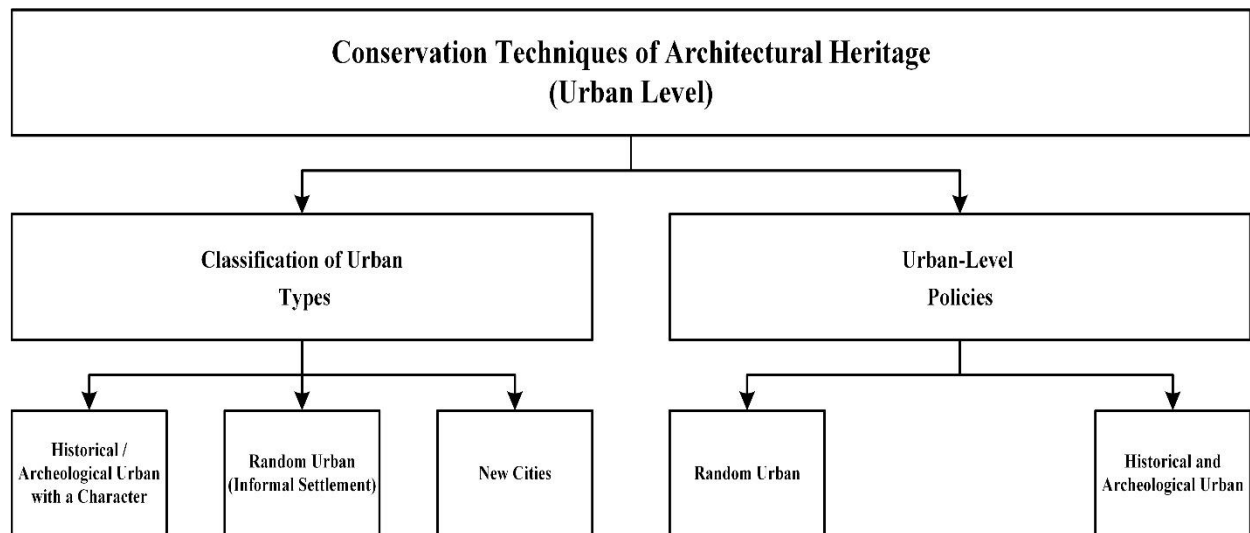 Conservation Techniques of Architectural Heritage
(Urban Level)
Classification of Urban
Types
Urban-Level
Policies
Historical /
Archeological Urban
with a Character
Random Urban
(Informal Settlement)
New Cities
Random Urban
Historical and
Archeological Urban